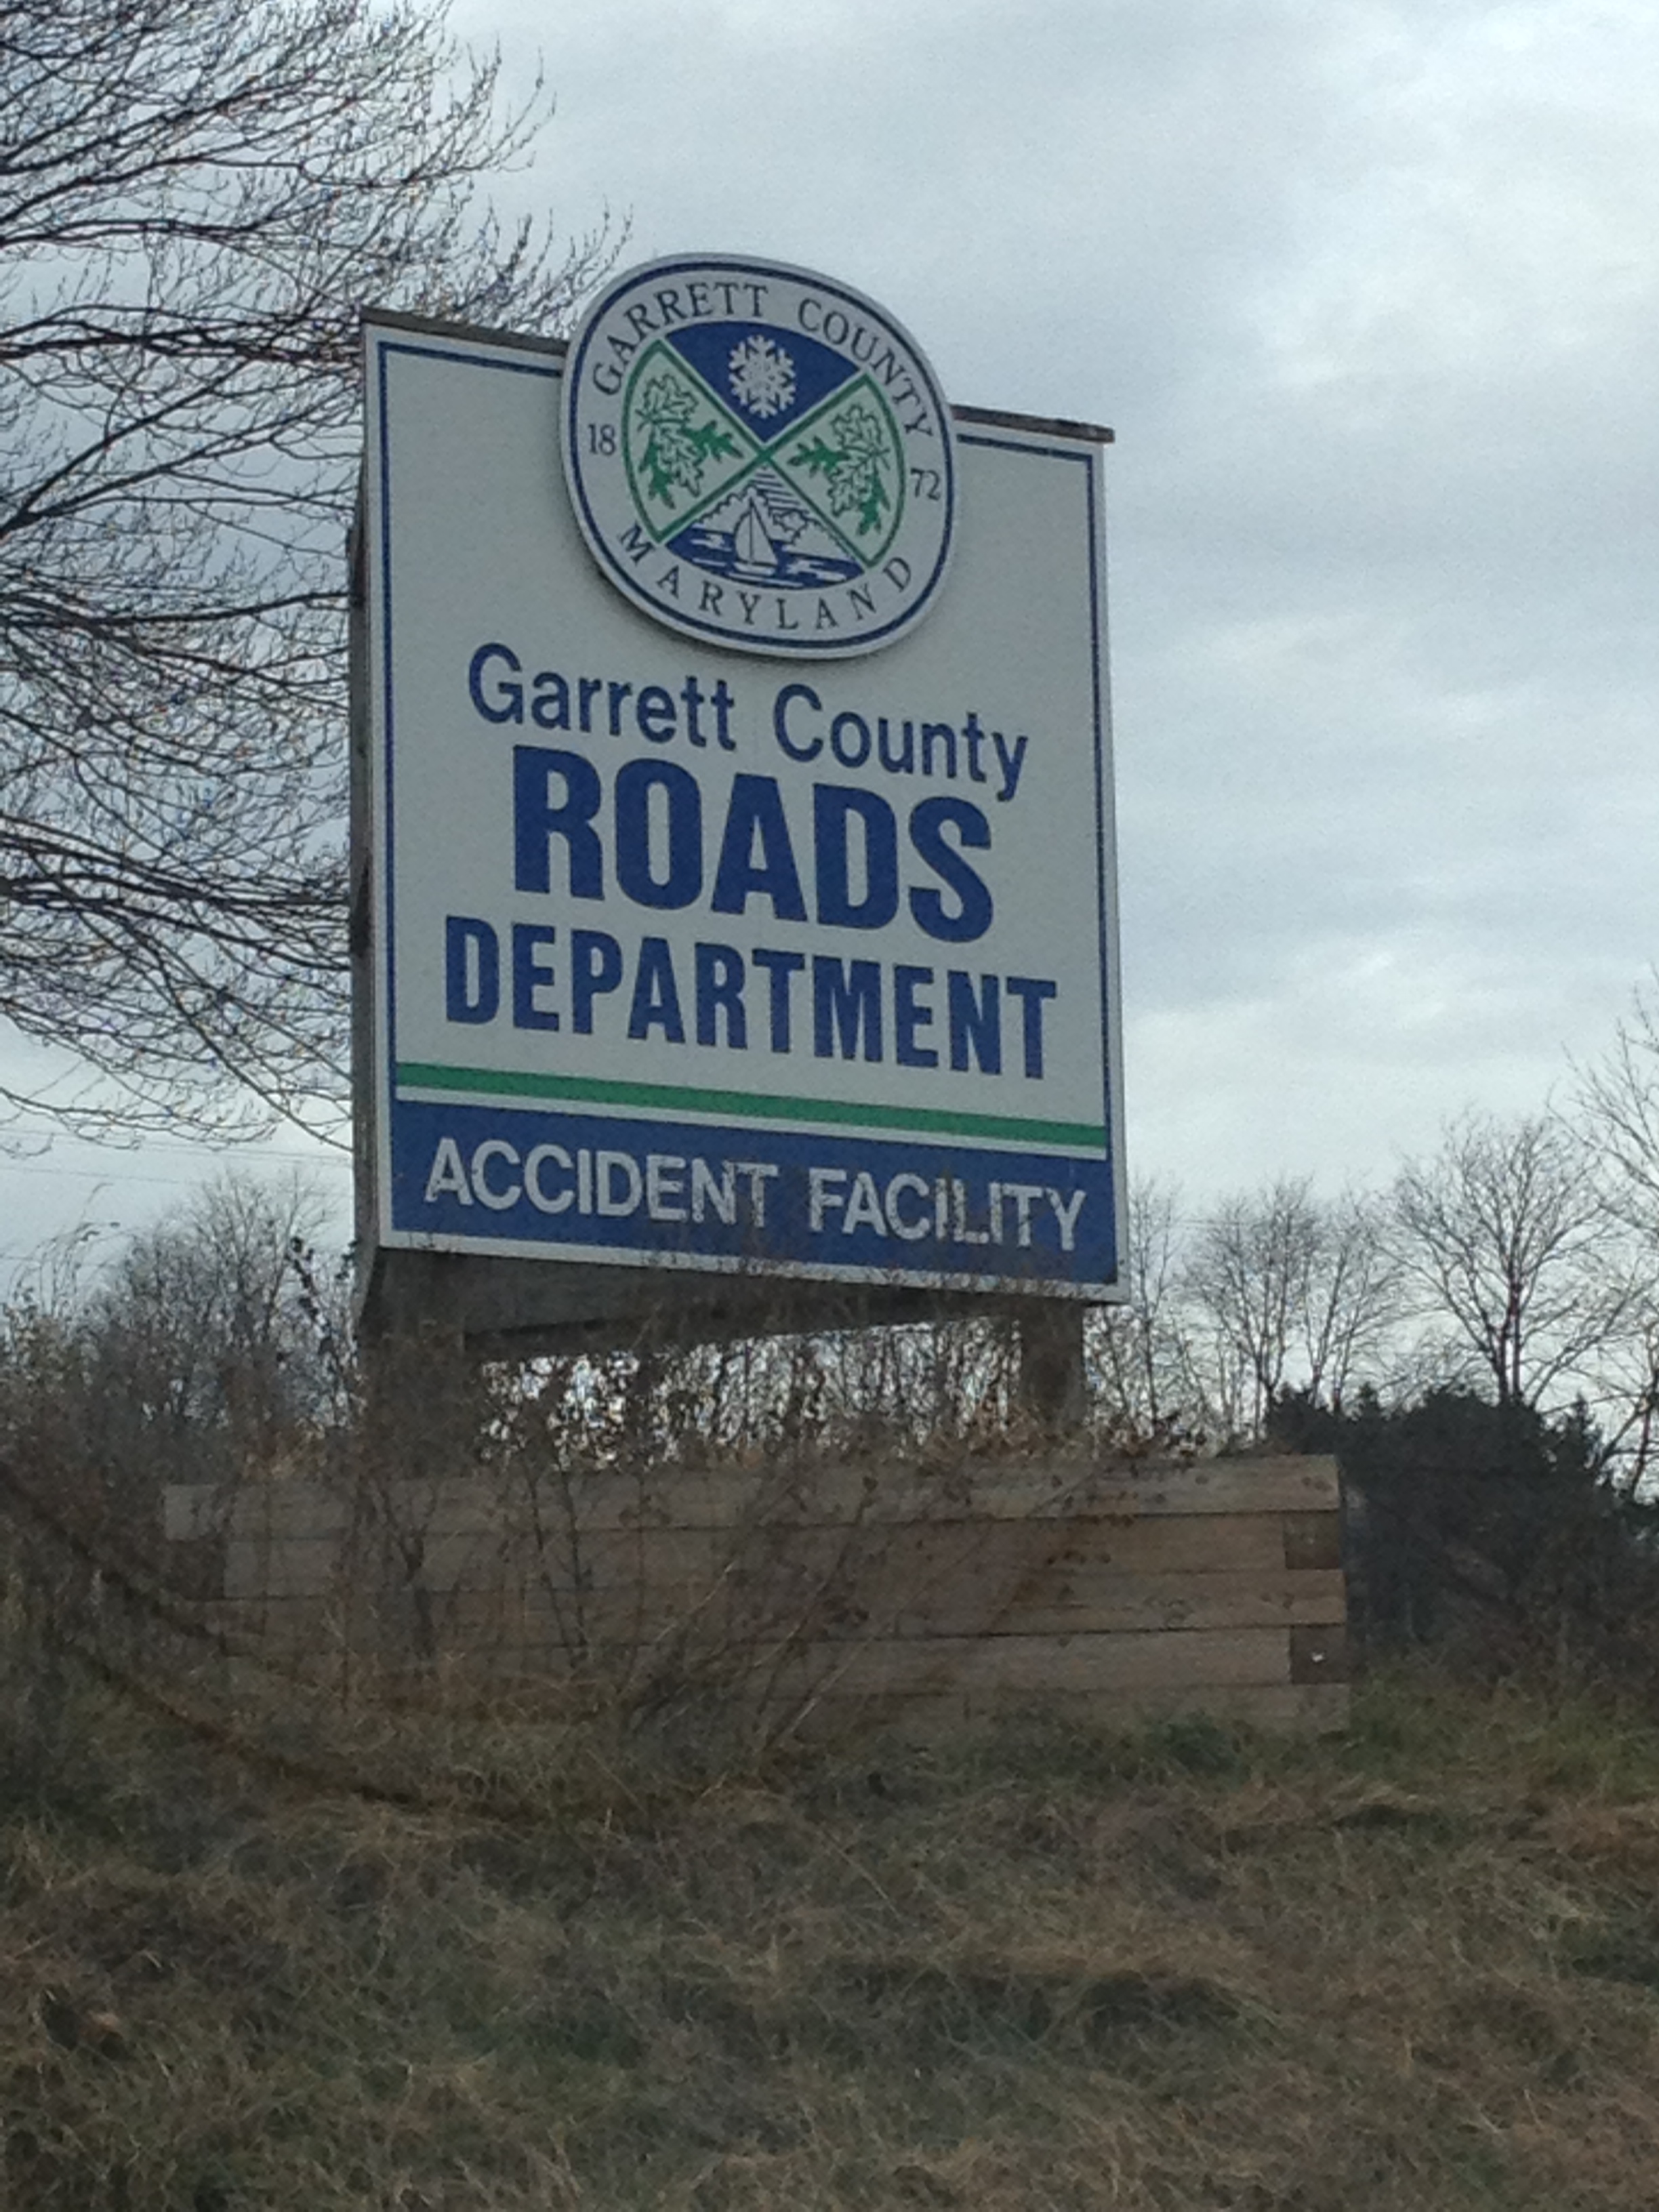 GARRETT COUNTY
18 72
MARYLAND
Garrett County
ROADS
DEPARTMENT
ACCIDENT FACILITY